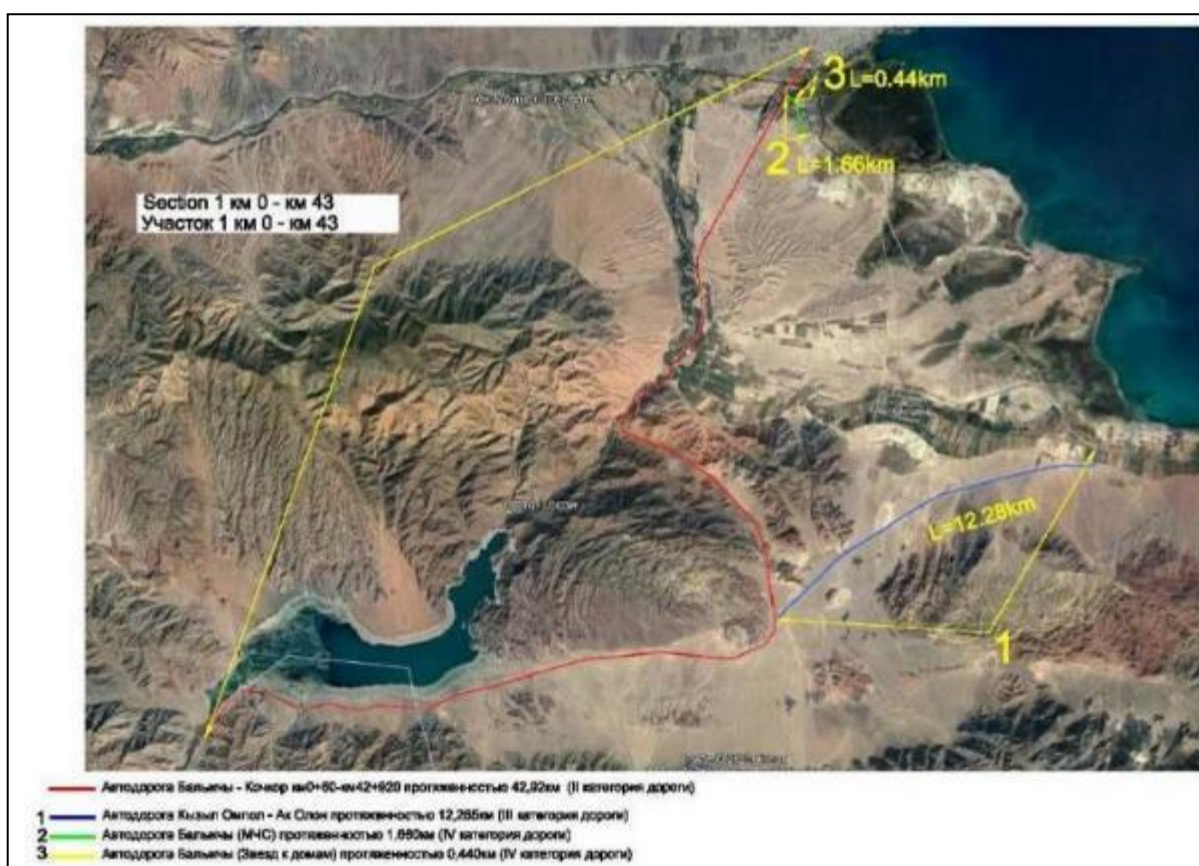 3 L=0.44km
2 L=1.66km
Section 1 км 0 - км 43
Участок 1 км 0 - км 43
L=12.28km
1
Автодорога Балыкчы - Кочкор км0+60-км42+920 протяженностью 42,92км (II категория дороги)
1 Автодорога Кызыл Омпол - Ак Олон протяженностью 12,285км (III категория дороги)
2 Автодорога Балыкчы (МЧС) протяженностью 1,660км (IV категория дороги)
3 Автодорога Балыкчы (Заезд к домам) протяженностью 0,440км (IV категория дороги)